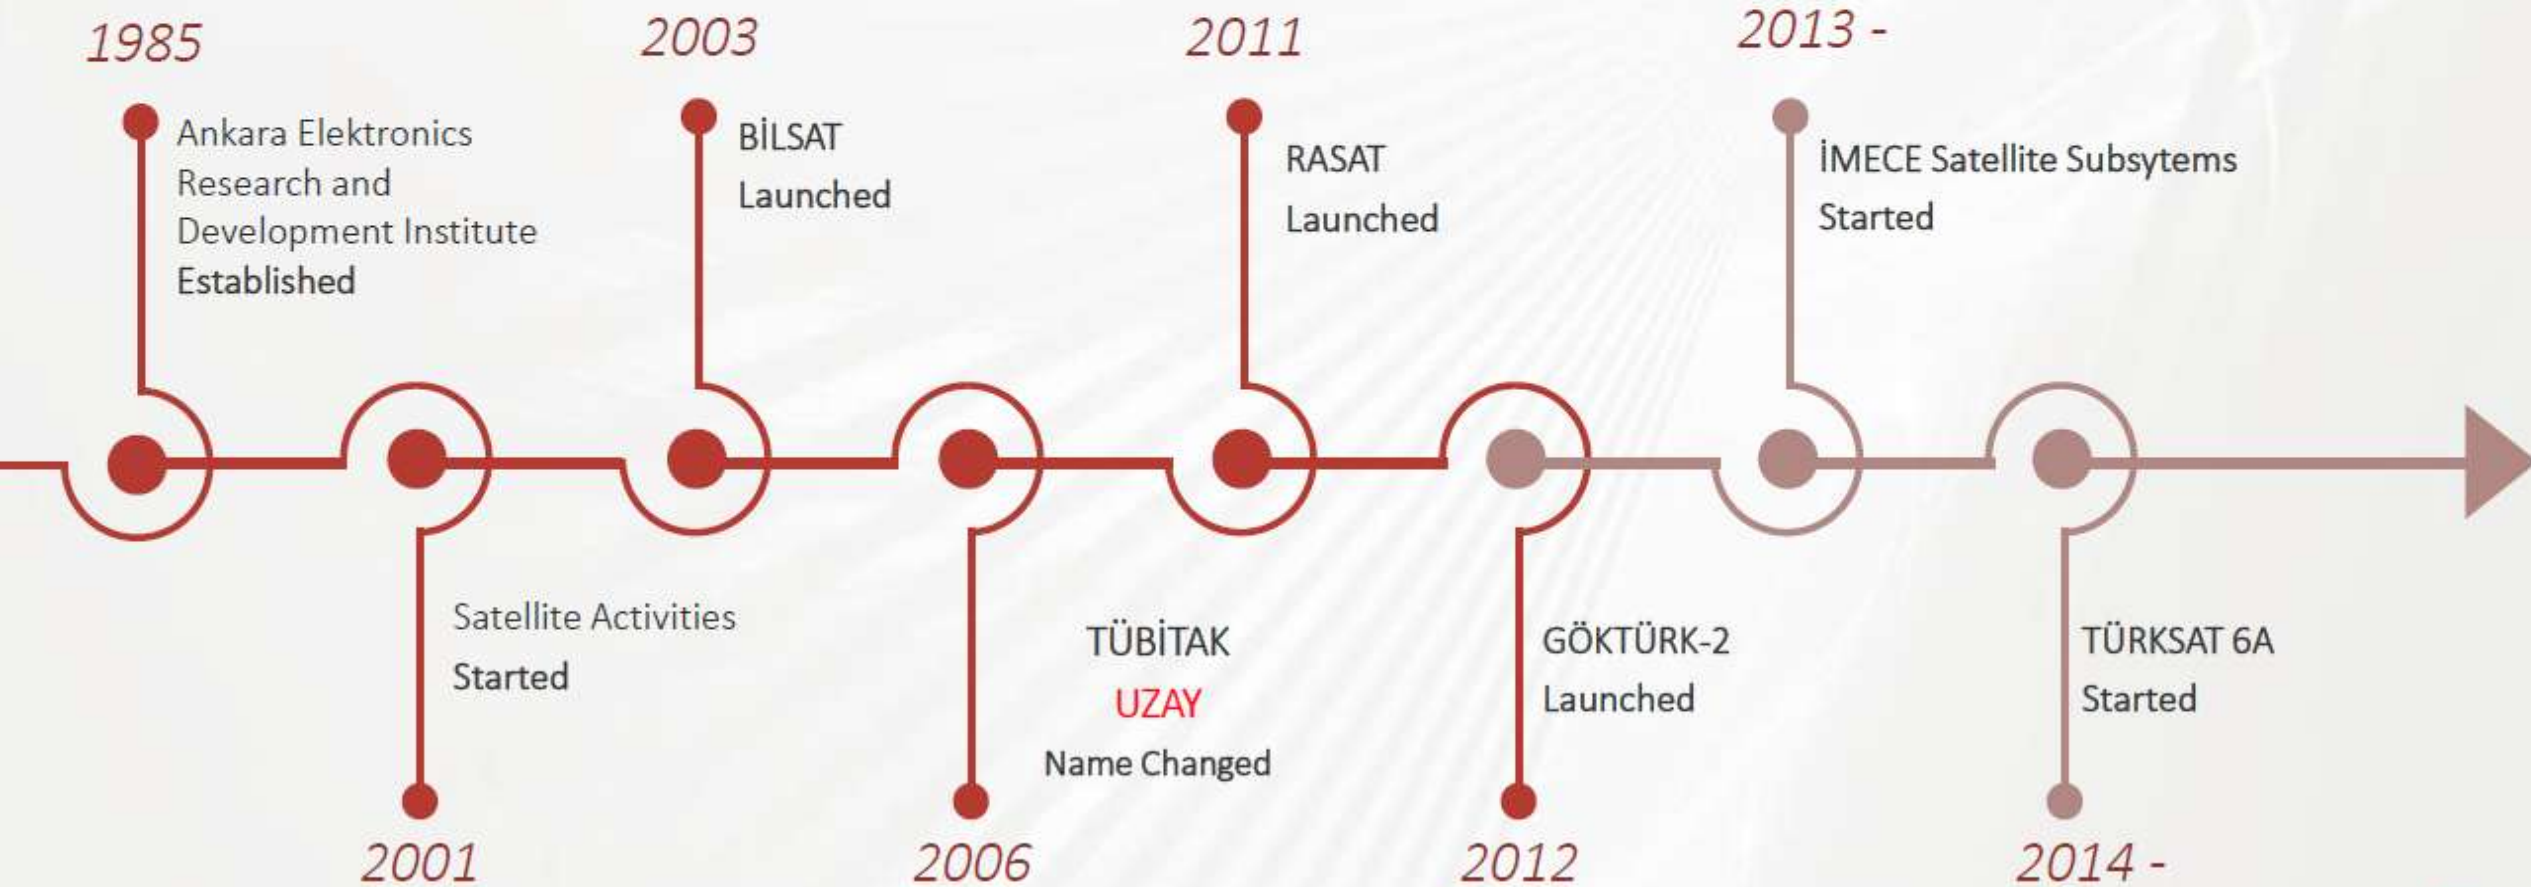 1985
Ankara Elektronics
Research and
Development Institute
Established
2001
Satellite Activities
Started
2003
BİLSAT
Launched
2006
TÜBİTAK
UZAY
Name Changed
2011
RASAT
Launched
2012
GÖKTÜRK-2
Launched
2013 -
İMECE Satellite Subsytems
Started
2014 -
TÜRKSAT 6A
Started